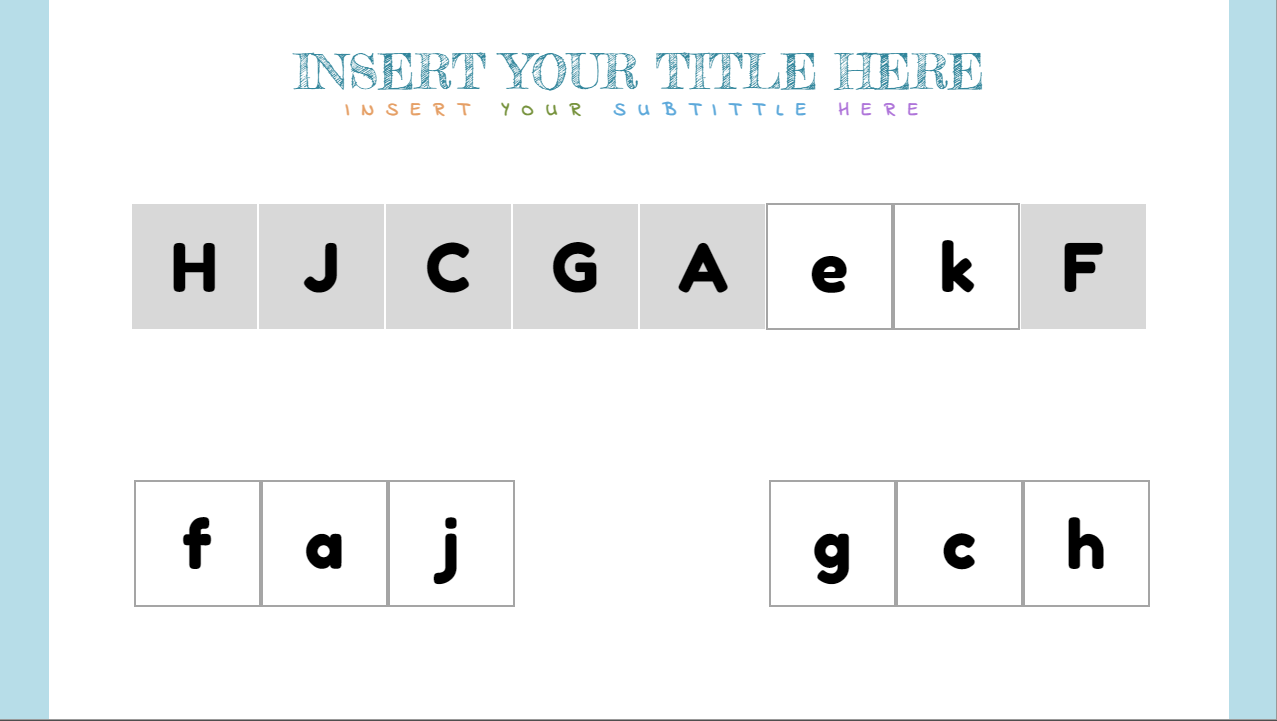 INSERT YOUR TITLE HERE
INSERT YOUR SUBTITTLE HERE
H J C G A e k F
f a j g c h